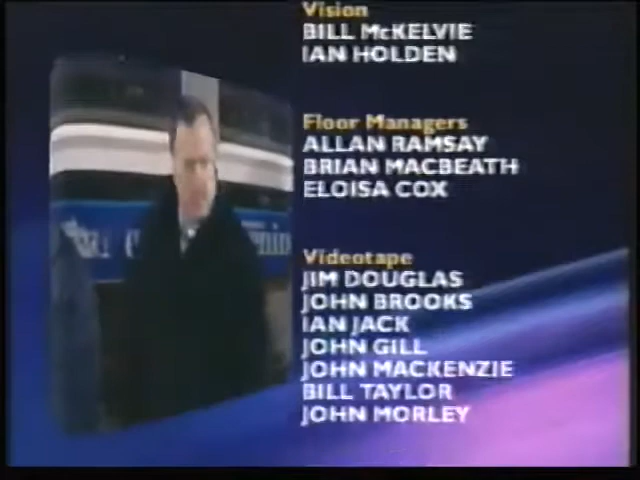 Vision
BILL McKELVIE
IAN HOLDEN
Floor Managers
ALLAN RAMSAY
BRIAN MACBEATH
ELOISA COX
Videotape
JIM DOUGLAS
JOHN BROOKS
IAN JACK
JOHN GILL
JOHN MACKENZIE
BILL TAYLOR
JOHN MORLEY